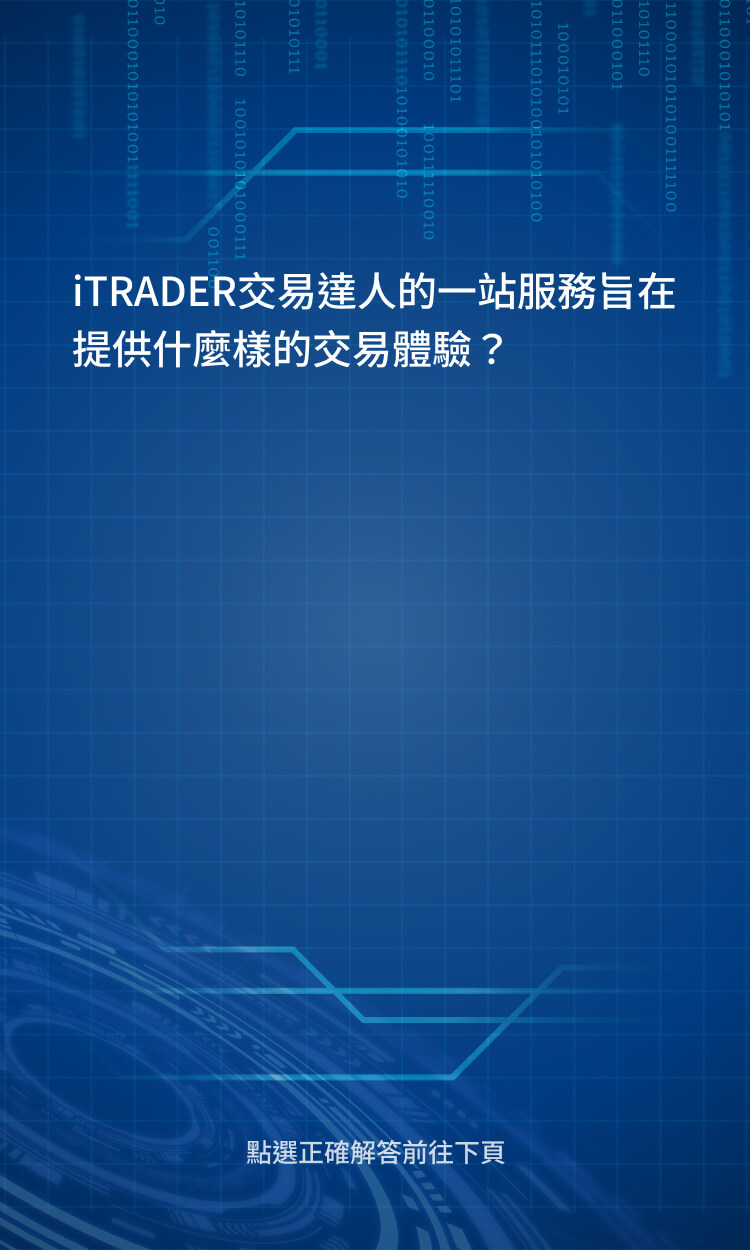 iTRADER交易達人的一站服務旨在
提供什麼樣的交易體驗？
點選正確解答前往下頁